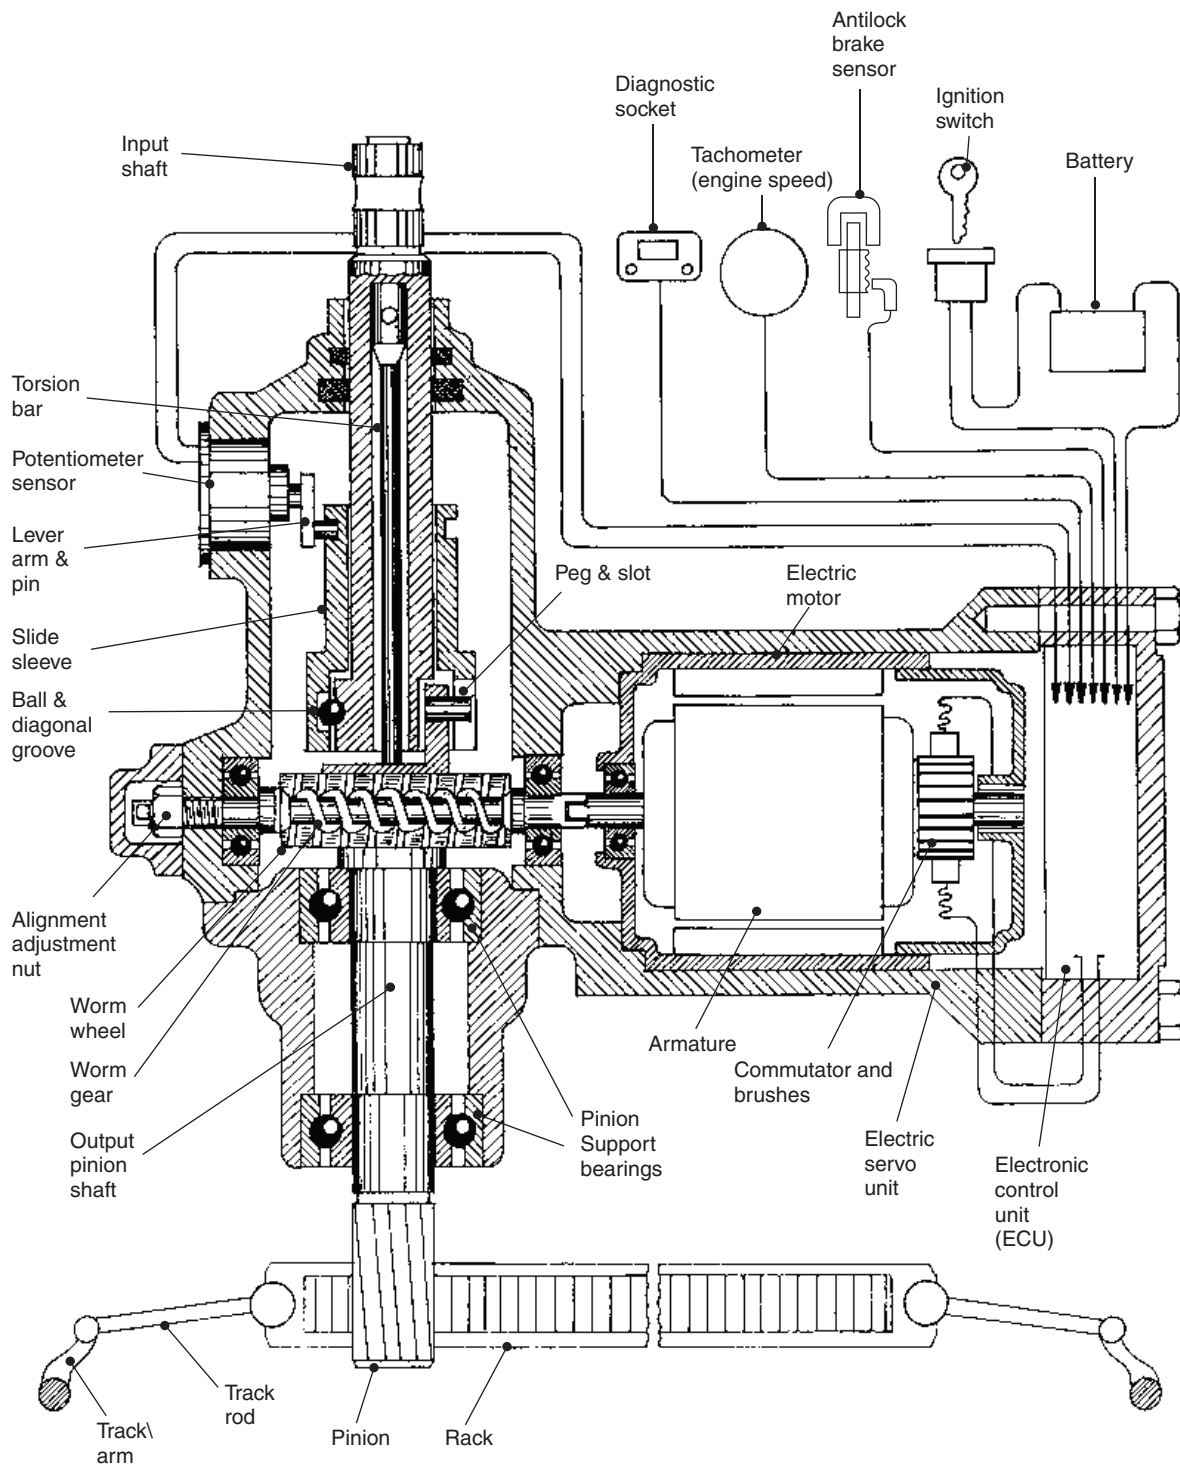 Antilock
brake
sensor
Diagnostic
socket
Ignition
switch
Input
shaft
Tachometer
(engine speed)
Battery
Torsion
bar
Potentiometer
sensor
Lever
arm &
pin
Peg & slot
Electric
motor
Slide
sleeve
Ball &
diagonal
groove
Alignment
adjustment
nut
Worm
wheel
Worm
gear
Output
pinion
shaft
Armature
Commutator and
brushes
Pinion
Support
bearings
Electric
servo
unit
Electronic
control
unit
(ECU)
Track
rod
Track\
arm
Pinion
Rack